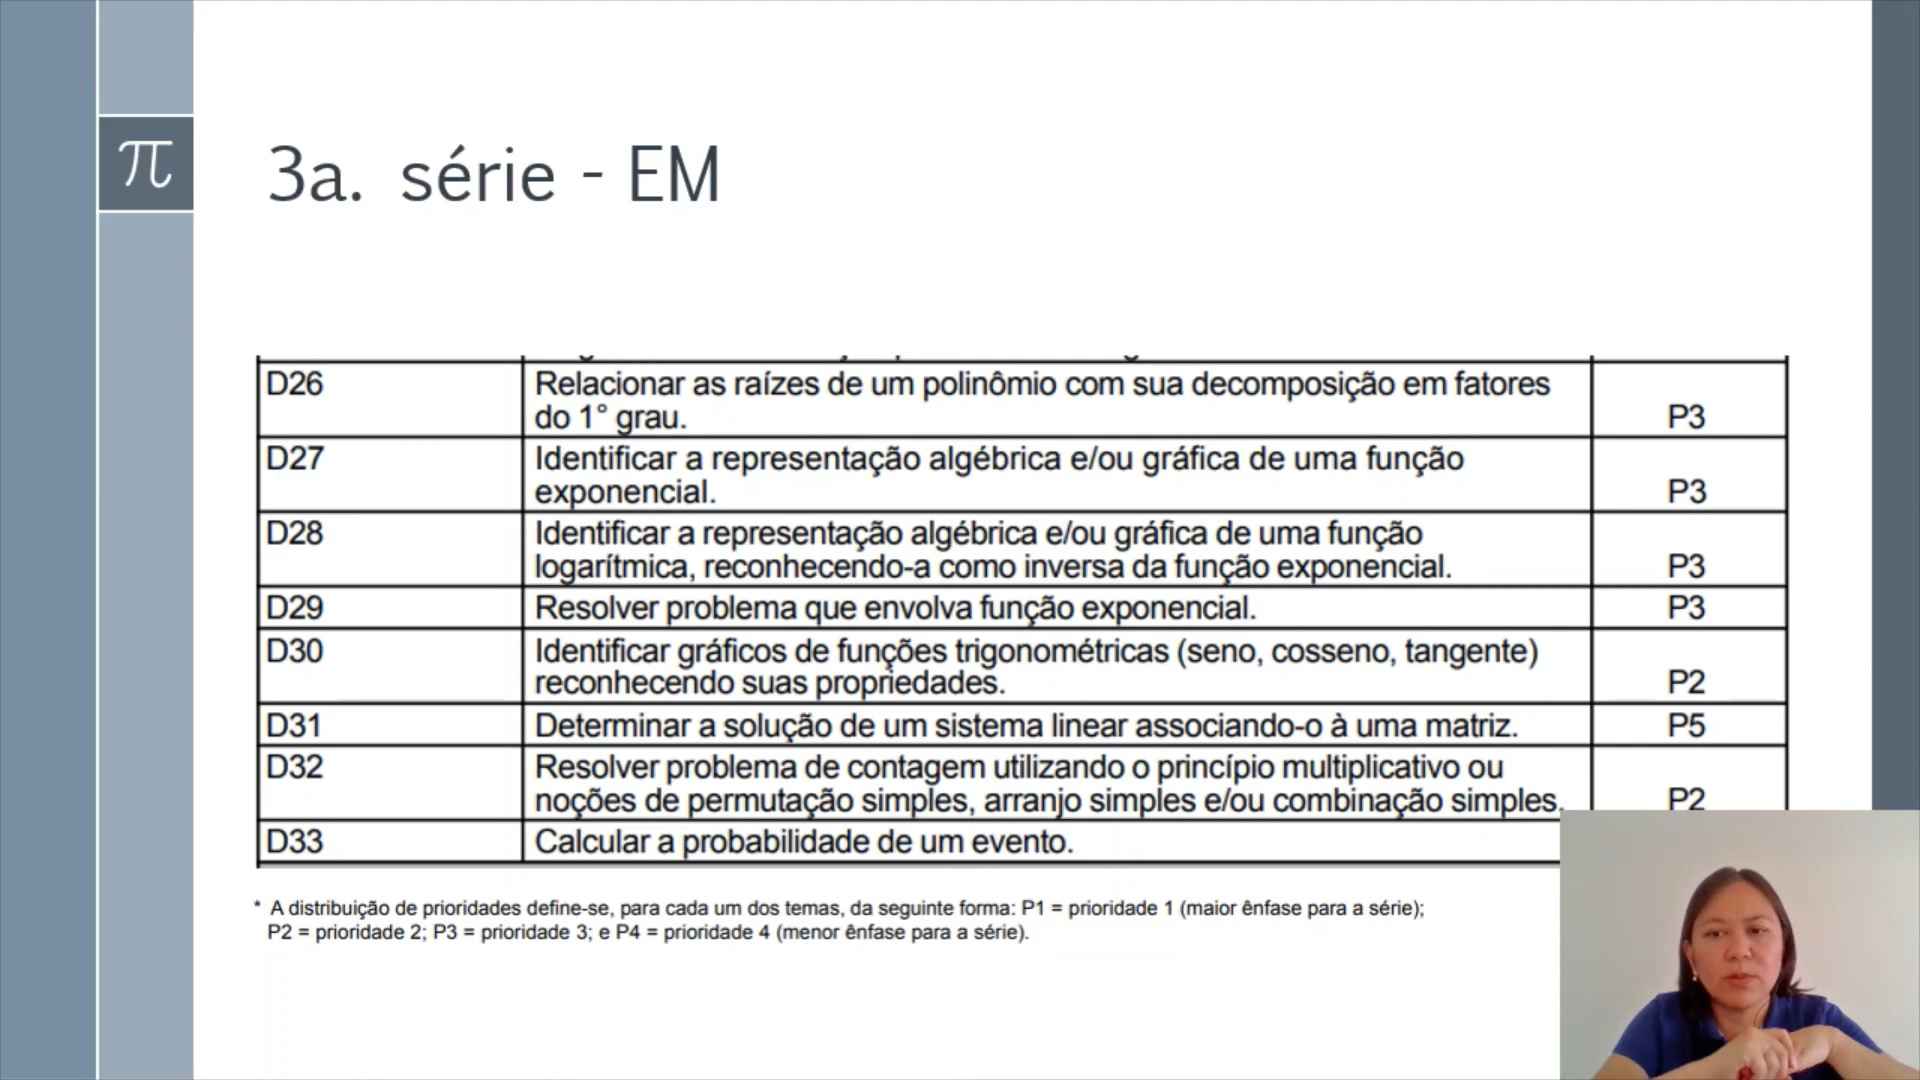 π
3a. série - EM
D26 Relacionar as raízes de um polinômio com sua decomposição em fatores
do 1° grau. P3
D27 Identificar a representação algébrica e/ou gráfica de uma função
exponencial. P3
D28 Identificar a representação algébrica e/ou gráfica de uma função
logarítmica, reconhecendo-a como inversa da função exponencial. P3
D29 Resolver problema que envolva função exponencial. P3
D30 Identificar gráficos de funções trigonométricas (seno, cosseno, tangente)
reconhecendo suas propriedades. P2
D31 Determinar a solução de um sistema linear associando-o à uma matriz. P5
D32 Resolver problema de contagem utilizando o princípio multiplicativo ou
noções de permutação simples, arranjo simples e/ou combinação simples. P2
D33 Calcular a probabilidade de um evento.
* A distribuição de prioridades define-se, para cada um dos temas, da seguinte forma: P1 = prioridade 1 (maior ênfase para a série);
P2 = prioridade 2; P3 = prioridade 3; e P4 = prioridade 4 (menor ênfase para a série).